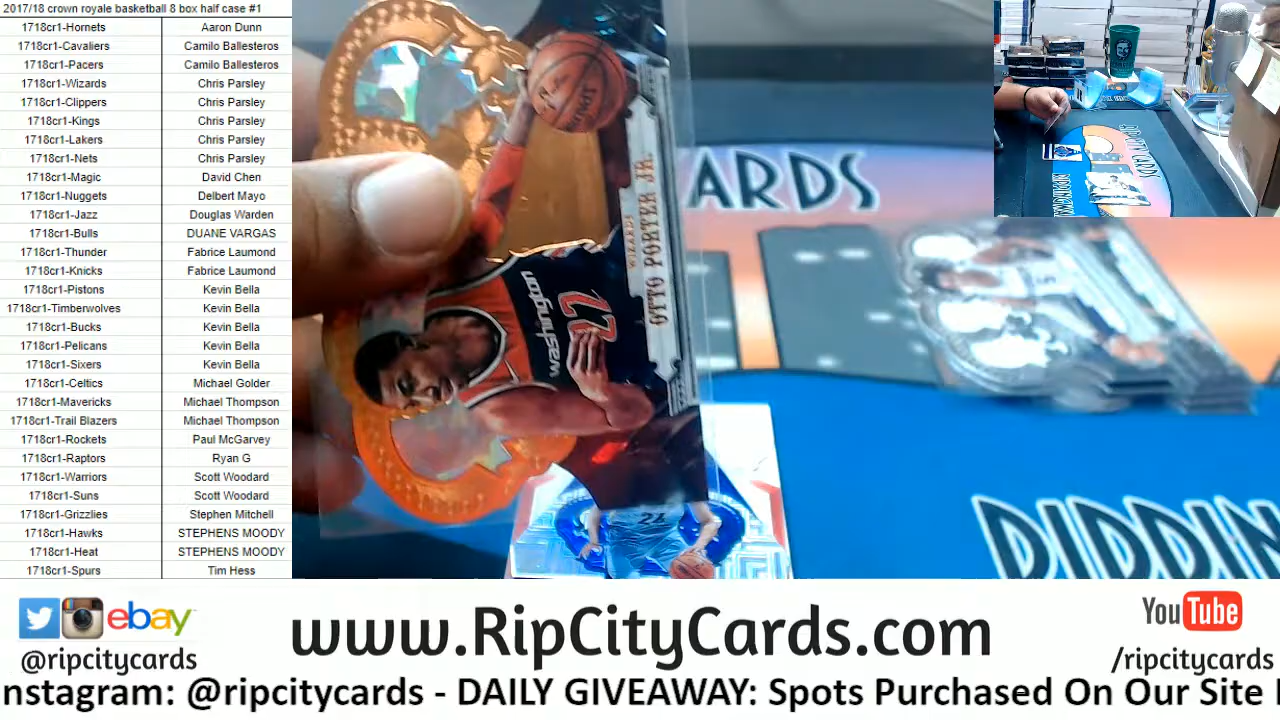 2017/18 crown royale basketball 8 box half case #1
1718cr1-Hornets Aaron Dunn
1718cr1-Cavaliers Camilo Ballesteros
1718cr1-Pacers Camilo Ballesteros
1718cr1-Wizards Chris Parsley
1718cr1-Clippers Chris Parsley
1718cr1-Kings Chris Parsley
1718cr1-Lakers Chris Parsley
1718cr1-Nets Chris Parsley
1718cr1-Magic David Chen
1718cr1-Nuggets Delbert Mayo
1718cr1-Jazz Douglas Warden
1718cr1-Bulls DUANE VARGAS
1718cr1-Thunder Fabrice Laumond
1718cr1-Knicks Fabrice Laumond
1718cr1-Pistons Kevin Bella
1718cr1-Timberwolves Kevin Bella
1718cr1-Bucks Kevin Bella
1718cr1-Pelicans Kevin Bella
1718cr1-Sixers Kevin Bella
1718cr1-Celtics Michael Golder
1718cr1-Mavericks Michael Thompson
1718cr1-Trail Blazers Michael Thompson
1718cr1-Rockets Paul McGarvey
1718cr1-Raptors Ryan G
1718cr1-Warriors Scott Woodard
1718cr1-Suns Scott Woodard
1718cr1-Grizzlies Stephen Mitchell
1718cr1-Hawks STEPHENS MOODY
1718cr1-Heat STEPHENS MOODY
1718cr1-Spurs Tim Hess
WIZARDS
OTTO PORTER JR.
washington
22
ARDS
22
ebay
@ripcitycards
www.RipCityCards.com
YouTube
/ripcitycards
nstagram: @ripcitycards - DAILY GIVEAWAY: Spots Purchased On Our Site